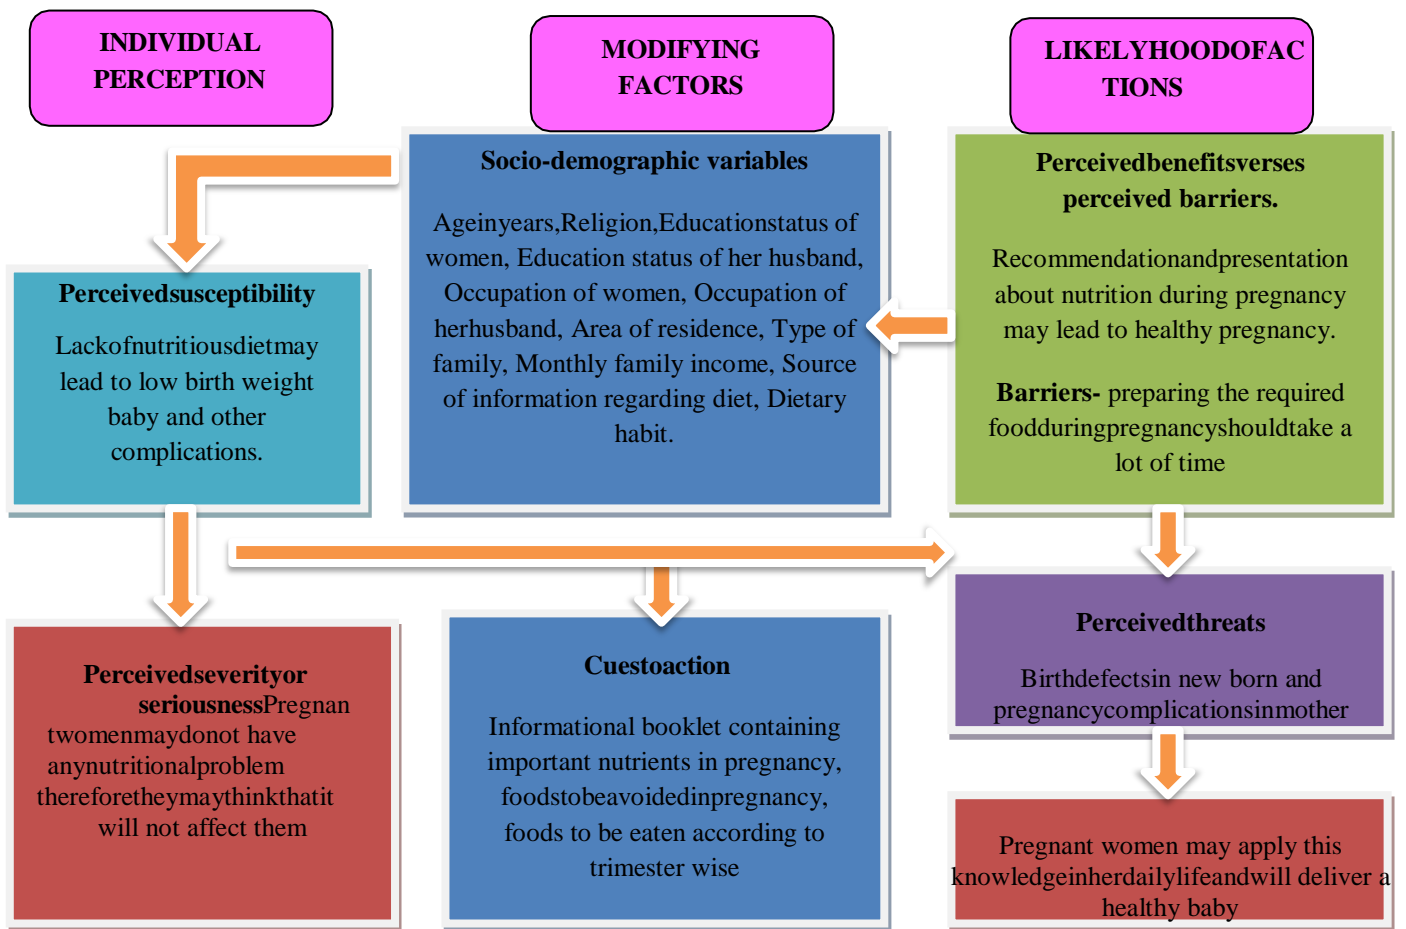 INDIVIDUAL
PERCEPTION
MODIFYING
FACTORS
LIKELYHOODOFAC
TIONS
Socio-demographic variables
Ageinyears,Religion,Educationstatus of
women, Education status of her husband,
Occupation of women, Occupation of
herhusband, Area of residence, Type of
family, Monthly family income, Source
of information regarding diet, Dietary
habit.
Perceivedbenefitsverses
perceived barriers.
Recommendationandpresentation
about nutrition during pregnancy
may lead to healthy pregnancy.
Barriers- preparing the required
foodduringpregnancyshouldtake a
lot of time
Perceivedsusceptibility
Lackofnutritiousdietmay
lead to low birth weight
baby and other
complications.
Perceivedseverityor
seriousnessPregnan
twomenmaydonot have
anynutritionalproblem
thereforetheymaythinkthatit
will not affect them
Cuestoaction
Informational booklet containing
important nutrients in pregnancy,
foodstobeavoidedinpregnancy,
foods to be eaten according to
trimester wise
Perceivedthreats
Birthdefectsin new born and
pregnancycomplicationsinmother
Pregnant women may apply this
knowledgeinherdailylifeandwill deliver a
healthy baby